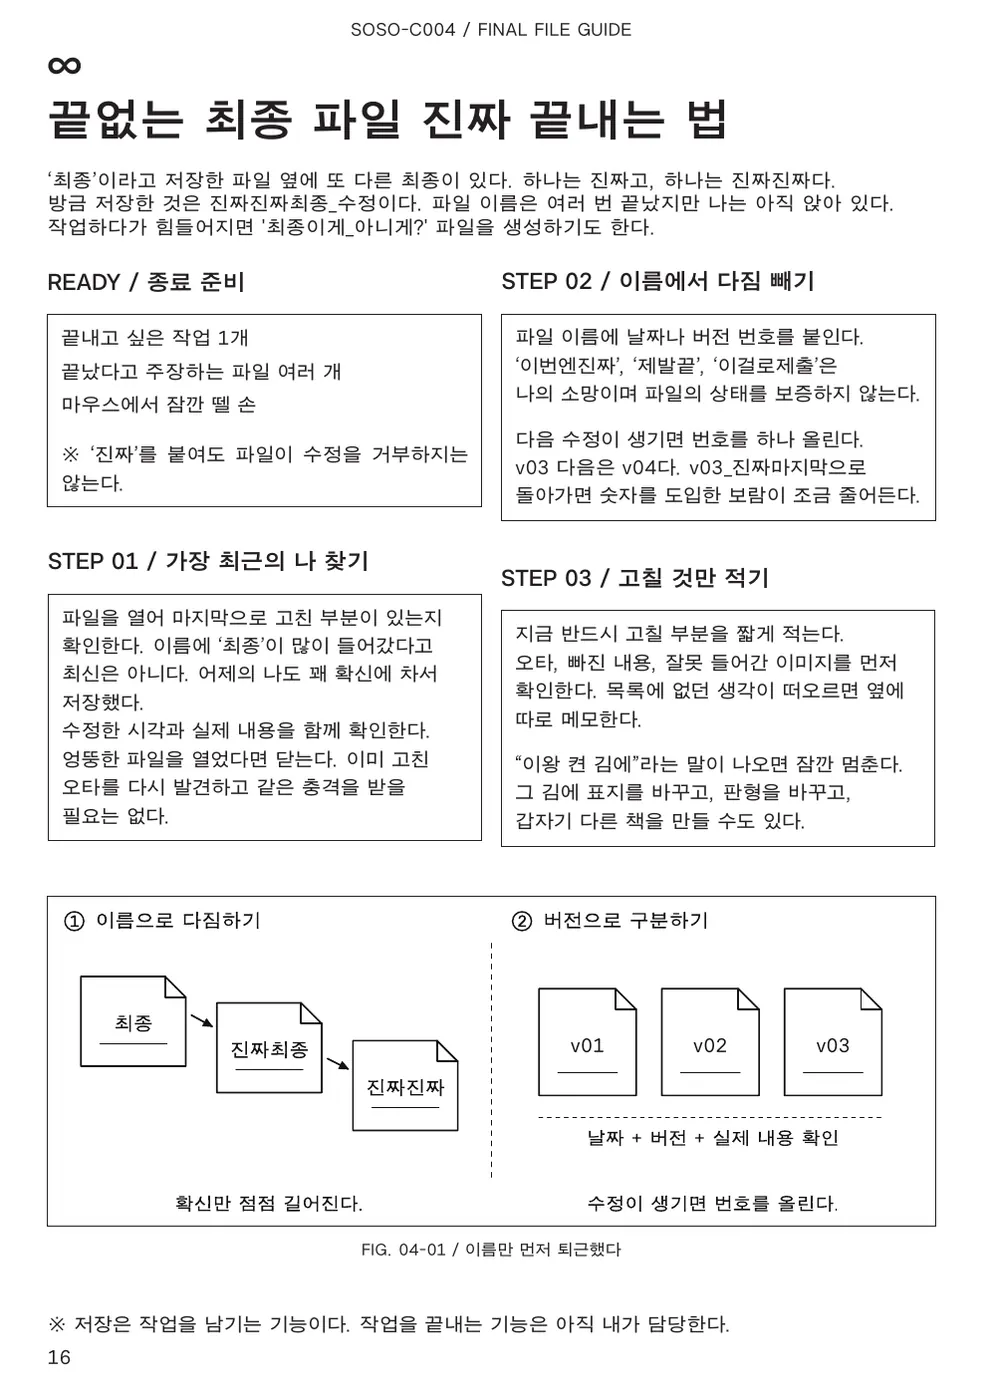 SOSO-C004 / FINAL FILE GUIDE
∞
끝없는 최종 파일 진짜 끝내는 법
‘최종’이라고 저장한 파일 옆에 또 다른 최종이 있다. 하나는 진짜고, 하나는 진짜진짜다.
방금 저장한 것은 진짜진짜최종_수정이다. 파일 이름은 여러 번 끝났지만 나는 아직 앉아 있다.
작업하다가 힘들어지면 '최종이게_아니게?' 파일을 생성하기도 한다.
READY / 종료 준비
끝내고 싶은 작업 1개
끝났다고 주장하는 파일 여러 개
마우스에서 잠깐 뗄 손
※ ‘진짜’를 붙여도 파일이 수정을 거부하지는
않는다.
STEP 01 / 가장 최근의 나 찾기
파일을 열어 마지막으로 고친 부분이 있는지
확인한다. 이름에 ‘최종’이 많이 들어갔다고
최신은 아니다. 어제의 나도 꽤 확신에 차서
저장했다.
수정한 시각과 실제 내용을 함께 확인한다.
엉뚱한 파일을 열었다면 닫는다. 이미 고친
오타를 다시 발견하고 같은 충격을 받을
필요는 없다.
STEP 02 / 이름에서 다짐 빼기
파일 이름에 날짜나 버전 번호를 붙인다.
‘이번엔진짜’, ‘제발끝’, ‘이걸로제출’은
나의 소망이며 파일의 상태를 보증하지 않는다.
다음 수정이 생기면 번호를 하나 올린다.
v03 다음은 v04다. v03_진짜마지막으로
돌아가면 숫자를 도입한 보람이 조금 줄어든다.
STEP 03 / 고칠 것만 적기
지금 반드시 고칠 부분을 짧게 적는다.
오타, 빠진 내용, 잘못 들어간 이미지를 먼저
확인한다. 목록에 없던 생각이 떠오르면 옆에
따로 메모한다.
“이왕 켠 김에”라는 말이 나오면 잠깐 멈춘다.
그 김에 표지를 바꾸고, 판형을 바꾸고,
갑자기 다른 책을 만들 수도 있다.
① 이름으로 다짐하기
최종
진짜최종
진짜진짜
확신만 점점 길어진다.
② 버전으로 구분하기
v01
v02
v03
날짜 + 버전 + 실제 내용 확인
수정이 생기면 번호를 올린다.
FIG. 04-01 / 이름만 먼저 퇴근했다
※ 저장은 작업을 남기는 기능이다. 작업을 끝내는 기능은 아직 내가 담당한다.
16